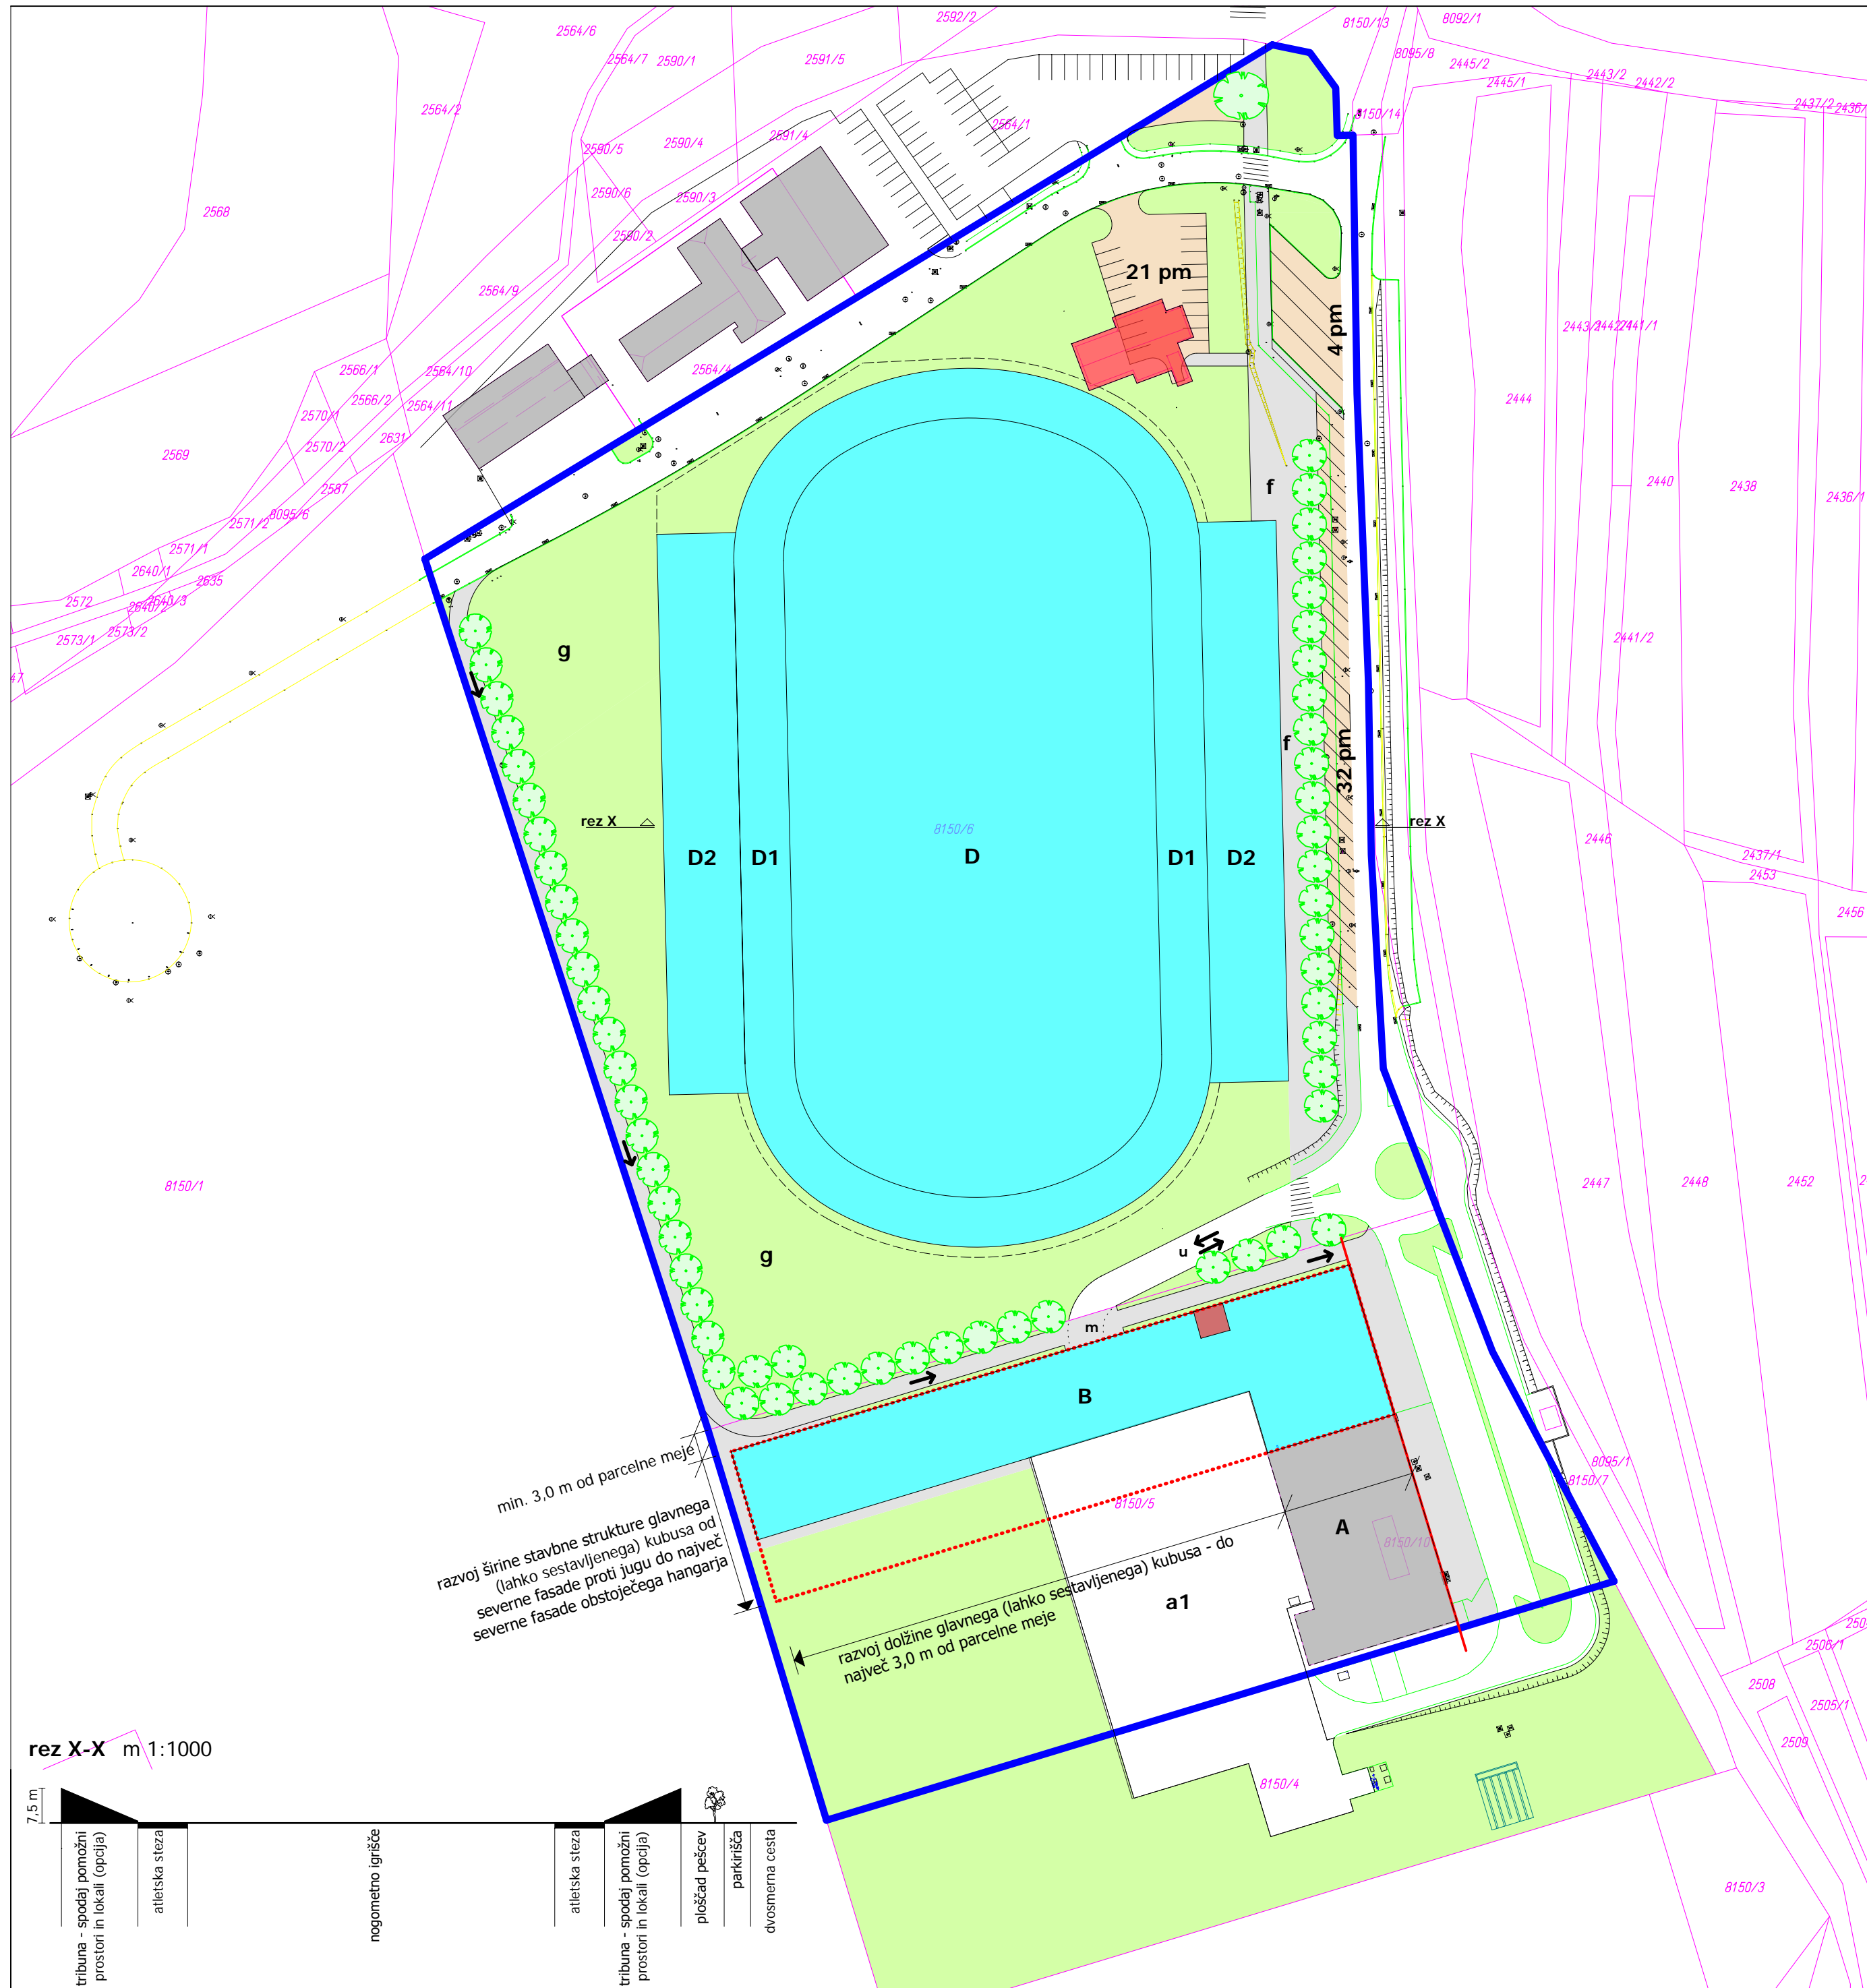 2564/6
2592/2
8150/13
8092/1
2564/7
2590/1
2591/5
8095/8
2445/2
2445/1
2443/2
2442/2
2437/2
2564/2
2591/4
2564/1
8150/14
2590/5
2590/4
2590/6
2590/3
2568
2590/2
21 pm
2564/9
4 pm
2441/1
2566/1
2564/10
2564/4
2444
2566/2
2564/11
2570/1
2631
2570/2
2569
2587
f
2440
2438
2436/1
8095/6
2571/2
2571/1
2640/1
2635
2572
2640/3
2640/2
2573/1
2573/2
g
2441/2
f
32 pm
rez X
8150/6
rez X
2446
D2
D1
D
D1
D2
2437/1
2453
2456
8150/1
2447
2448
2452
g
u
m
B
min. 3,0 m od parcelne meje
8095/1
8150/7
razvoj širine stavbne strukture glavnega
(lahko sestavljenega) kubusa od
severne fasade proti jugu do največ
severne fasade obstoječega hangarja
8150/5
A
8150/10
razvoj dolžine glavnega (lahko sestavljenega) kubusa - do
največ 3,0 m od parcelne meje
a1
2506/1
2508
2505/1
2509
rez X-X m 1:1000
8150/4
7,5 m
tribuna - spodaj pomožni
prostori in lokali (opcija)
atletska steza
nogometno igrišče
atletska steza
tribuna - spodaj pomožni
prostori in lokali (opcija)
ploščad pešcev
parkirišča
dvosmerna cesta
8150/3